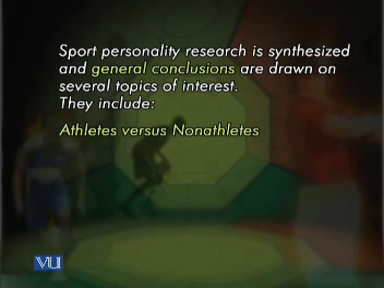 Sport personality research is synthesized
and general conclusions are drawn on
several topics of interest.
They include:
Athletes versus Nonathletes
VU